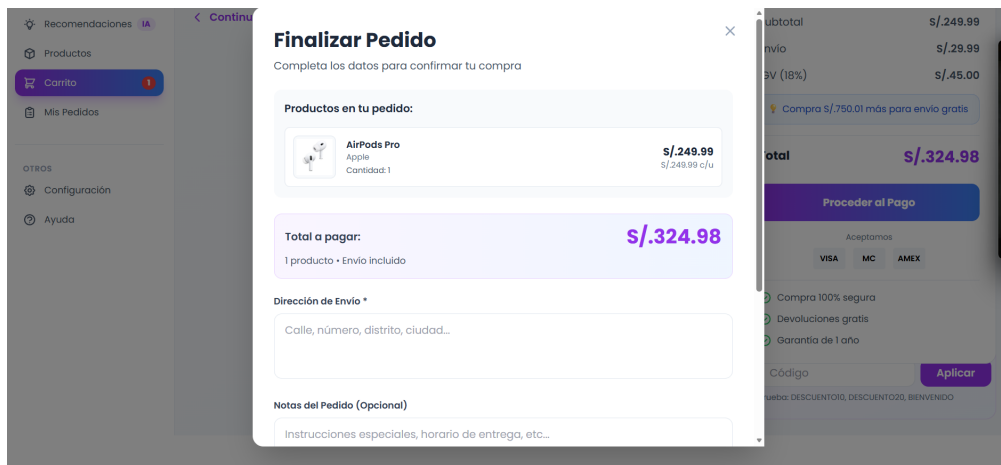 Recomendaciones IA
Productos
Carrito 1
Mis Pedidos
OTROS
Configuración
Ayuda
Continu
Finalizar Pedido
Completa los datos para confirmar tu compra
Productos en tu pedido:
AirPods Pro
Apple
Cantidad: 1
S/.249.99
S/.249.99 c/u
Total a pagar:
S/.324.98
1 producto • Envío incluido
Dirección de Envío *
Calle, número, distrito, ciudad...
Notas del Pedido (Opcional)
Instrucciones especiales, horario de entrega, etc...
ubtotal S/.249.99
nvío S/.29.99
GV (18%) S/.45.00
Compra S/.750.01 más para envío gratis
otal S/.324.98
Proceder al Pago
Aceptamos
VISA MC AMEX
Compra 100% segura
Devoluciones gratis
Garantía de 1 año
Código Aplicar
rueba: DESCUENTO10, DESCUENTO20, BIENVENIDO